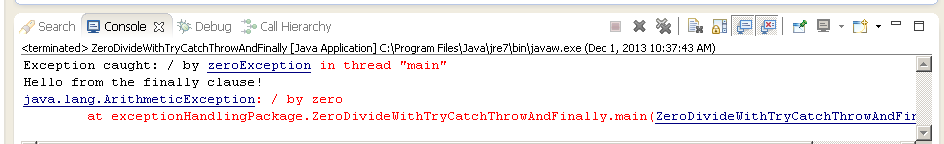 Search Console Debug Call Hierarchy
<terminated> ZeroDivideWithTryCatchThrowAndFinally [Java Application] C:\Program Files\Java\jre7\bin\javaw.exe (Dec 1, 2013 10:37:43 AM)
Exception caught: / by zeroException in thread "main"
Hello from the finally clause!
java.lang.ArithmeticException: / by zero
at exceptionHandlingPackage.ZeroDivideWithTryCatchThrowAndFinally.main(ZeroDivideWithTryCatchThrowAndFin